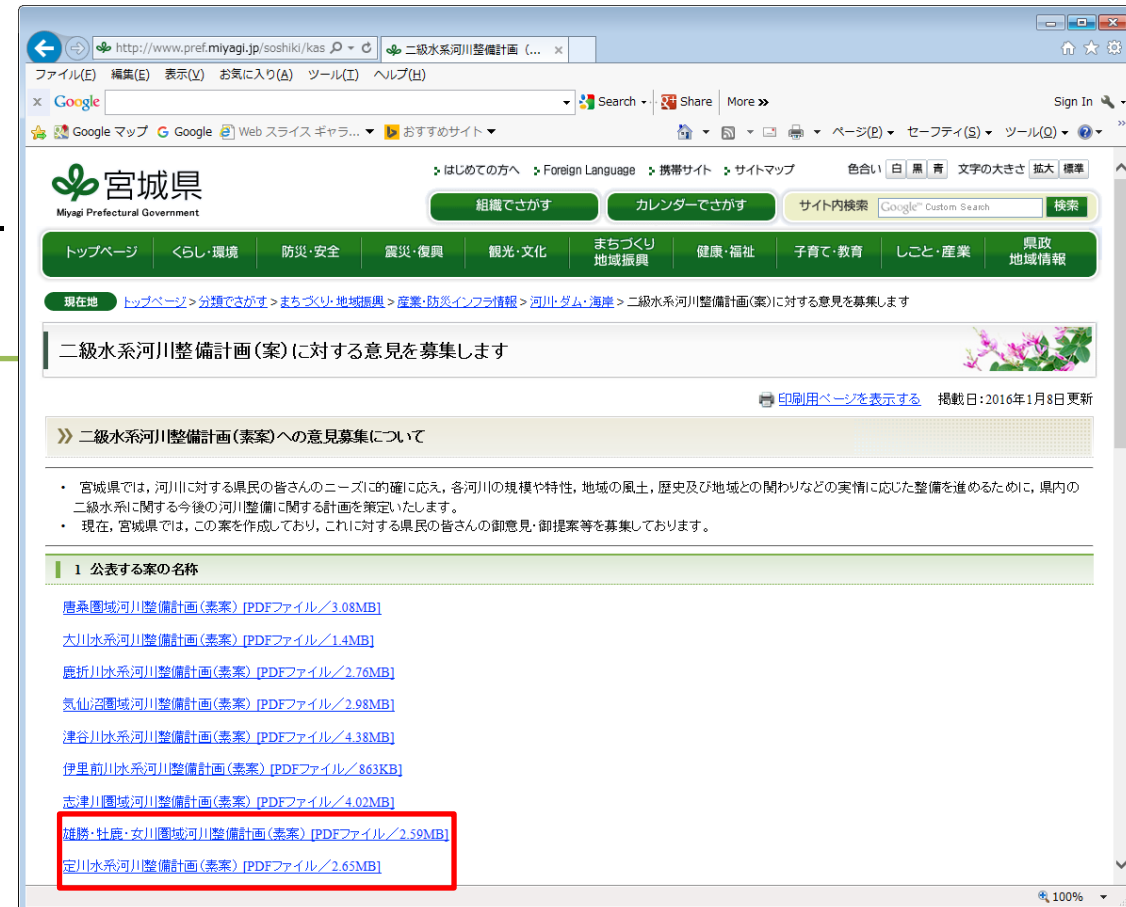 http://www.pref.miyagi.jp/soshiki/kas
二級水系河川整備計画（... ×
ファイル(F) 編集(E) 表示(V) お気に入り(A) ツール(T) ヘルプ(H)
x Google Search Share More » Sign In
Google マップ G Google Web スライス ギャラ... おすすめサイト ページ(P) セーフティ(S) ツール(O) »
はじめての方へ Foreign Language 携帯サイト サイトマップ 色合い 白 黒 青 文字の大きさ 拡大 標準
宮城県
Miyagi Prefectural Government
組織でさがす カレンダーでさがす サイト内検索 Google™ Custom Search 検索
トップページ くらし・環境 防災・安全 震災・復興 観光・文化 まちづくり 地域振興 健康・福祉 子育て・教育 しごと・産業 県政 地域情報
現在地 トップページ > 分類でさがす > まちづくり・地域振興 > 産業・防災インフラ情報 > 河川・ダム・海岸 > 二級水系河川整備計画(案)に対する意見を募集します
二級水系河川整備計画（案）に対する意見を募集します
印刷用ページを表示する 掲載日：2016年1月8日更新
二級水系河川整備計画（素案）への意見募集について
・ 宮城県では，河川に対する県民の皆さんのニーズに的確に応え，各河川の規模や特性，地域の風土，歴史及び地域との関わりなどの実情に応じた整備を進めるために，県内の
二級水系に関する今後の河川整備に関する計画を策定いたします。
・ 現在，宮城県では，この案を作成しており，これに対する県民の皆さんの御意見・御提案等を募集しております。
1 公表する案の名称
唐桑圏域河川整備計画（素案） [PDFファイル／3.08MB]
大川水系河川整備計画（素案） [PDFファイル／1.4MB]
鹿折川水系河川整備計画（素案） [PDFファイル／2.76MB]
気仙沼圏域河川整備計画（素案） [PDFファイル／2.98MB]
津谷川水系河川整備計画（素案） [PDFファイル／4.38MB]
伊里前川水系河川整備計画（素案） [PDFファイル／863KB]
志津川圏域河川整備計画（素案） [PDFファイル／4.02MB]
雄勝・牡鹿・女川圏域河川整備計画（素案） [PDFファイル／2.59MB]
定川水系河川整備計画（素案） [PDFファイル／2.65MB]
100%